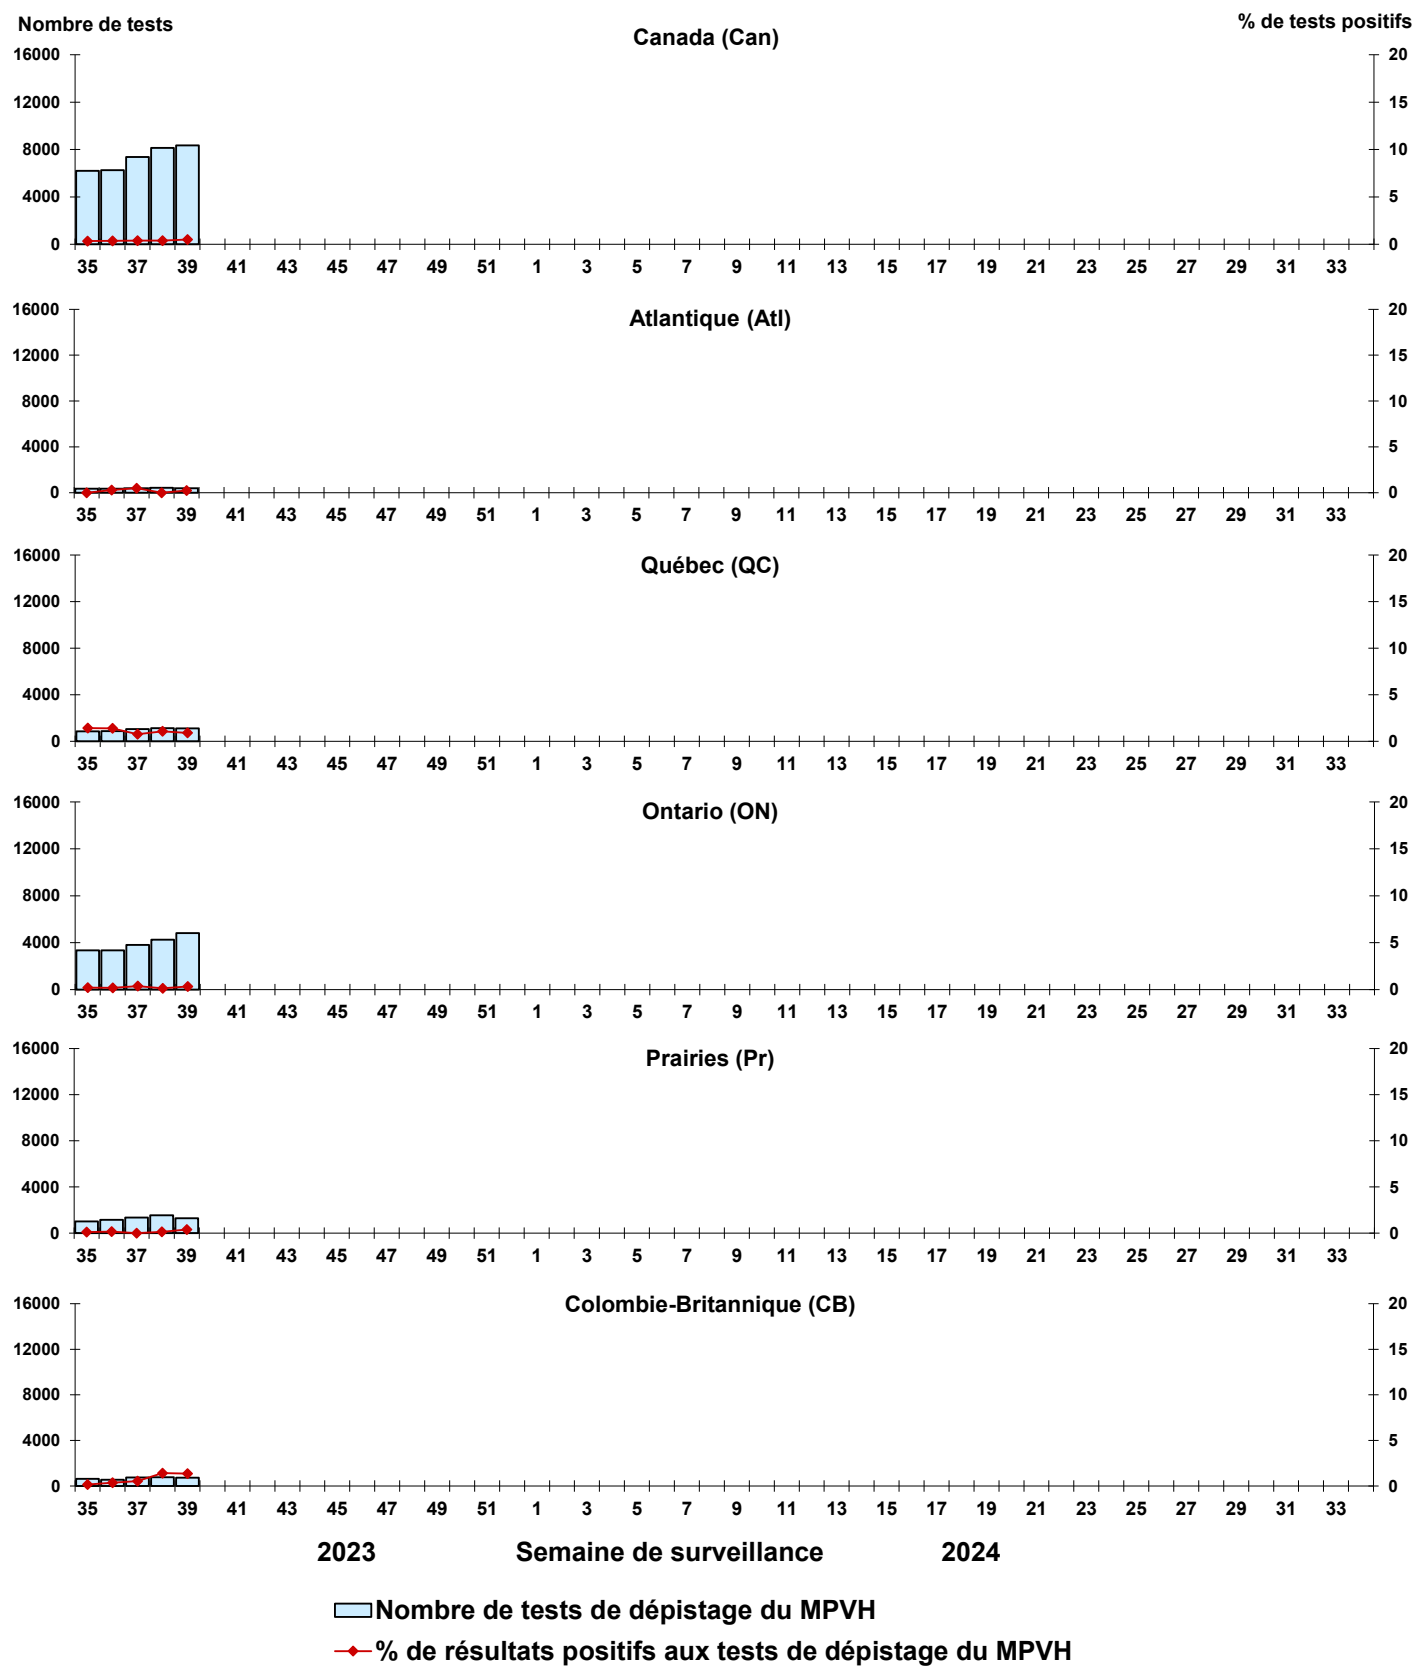 Nombre de tests
% de tests positifs
Canada (Can)
16000 20
12000 15
8000 10
4000 5
0 0
35 37 39 41 43 45 47 49 51 1 3 5 7 9 11 13 15 17 19 21 23 25 27 29 31 33
Atlantique (Atl)
16000 20
12000 15
8000 10
4000 5
0 0
35 37 39 41 43 45 47 49 51 1 3 5 7 9 11 13 15 17 19 21 23 25 27 29 31 33
Québec (QC)
16000 20
12000 15
8000 10
4000 5
0 0
35 37 39 41 43 45 47 49 51 1 3 5 7 9 11 13 15 17 19 21 23 25 27 29 31 33
Ontario (ON)
16000 20
12000 15
8000 10
4000 5
0 0
35 37 39 41 43 45 47 49 51 1 3 5 7 9 11 13 15 17 19 21 23 25 27 29 31 33
Prairies (Pr)
16000 20
12000 15
8000 10
4000 5
0 0
35 37 39 41 43 45 47 49 51 1 3 5 7 9 11 13 15 17 19 21 23 25 27 29 31 33
Colombie-Britannique (CB)
16000 20
12000 15
8000 10
4000 5
0 0
35 37 39 41 43 45 47 49 51 1 3 5 7 9 11 13 15 17 19 21 23 25 27 29 31 33
2023 Semaine de surveillance 2024
Nombre de tests de dépistage du MPVH
% de résultats positifs aux tests de dépistage du MPVH